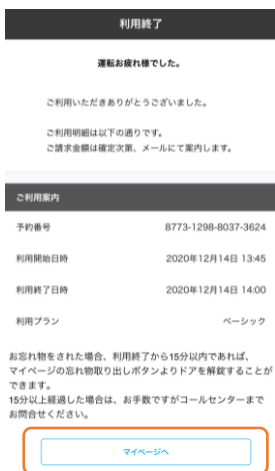 利用終了
運転お疲れ様でした。
ご利用いただきありがとうございました。
ご利用明細は以下の通りです。
ご請求金額は確定次第、メールにて案内します。
ご利用案内
予約番号 8773-1298-8037-3624
利用開始日時 2020年12月14日 13:45
利用終了日時 2020年12月14日 14:00
利用プラン ベーシック
お忘れ物をされた場合、利用終了から15分以内であれば、
マイページの忘れ物取り出しボタンよりドアを解錠することが
できます。
15分以上経過した場合は、お手数ですがコールセンターまで
お問合せください。
マイページへ